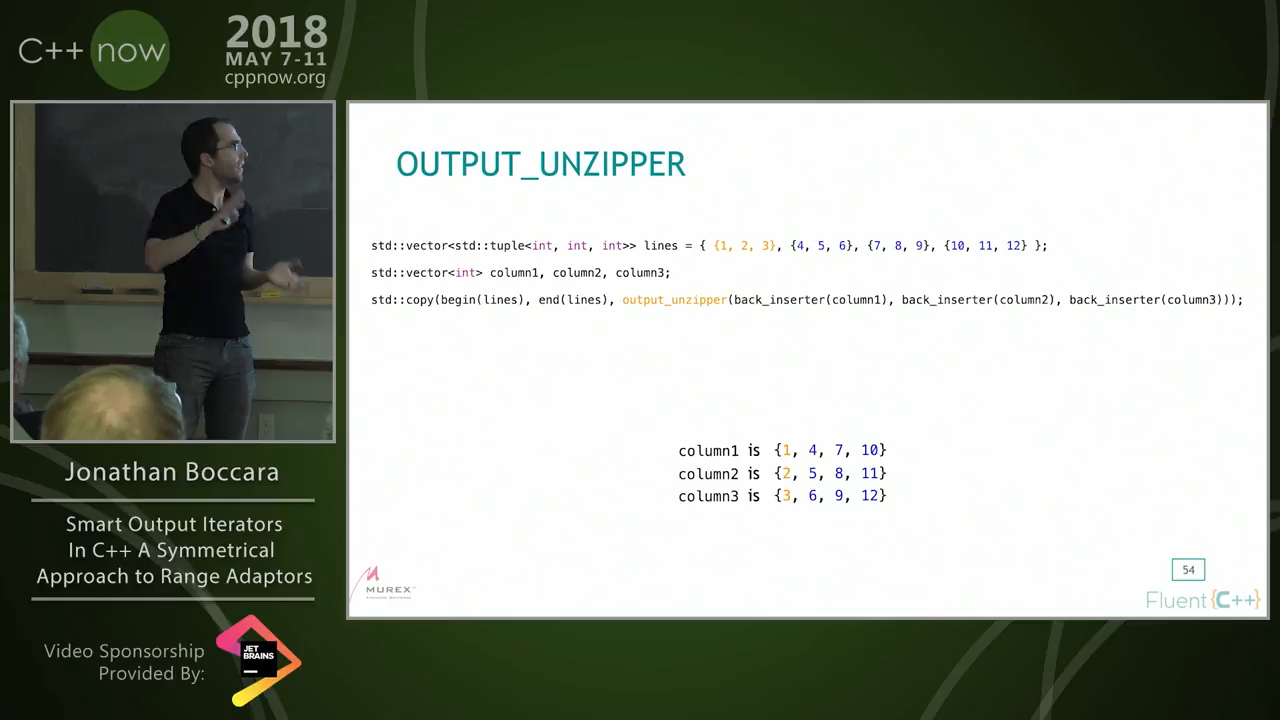 C++ now
2018
MAY 7-11
cppnow.org
OUTPUT_UNZIPPER
std::vector<std::tuple<int, int, int>> lines = { {1, 2, 3}, {4, 5, 6}, {7, 8, 9}, {10, 11, 12} };
std::vector<int> column1, column2, column3;
std::copy(begin(lines), end(lines), output_unzipper(back_inserter(column1), back_inserter(column2), back_inserter(column3)));
column1 is {1, 4, 7, 10}
column2 is {2, 5, 8, 11}
column3 is {3, 6, 9, 12}
MUREX
54
Fluent {C++}
Jonathan Boccara
Smart Output Iterators
In C++ A Symmetrical
Approach to Range Adaptors
Video Sponsorship
Provided By:
JET
BRAINS